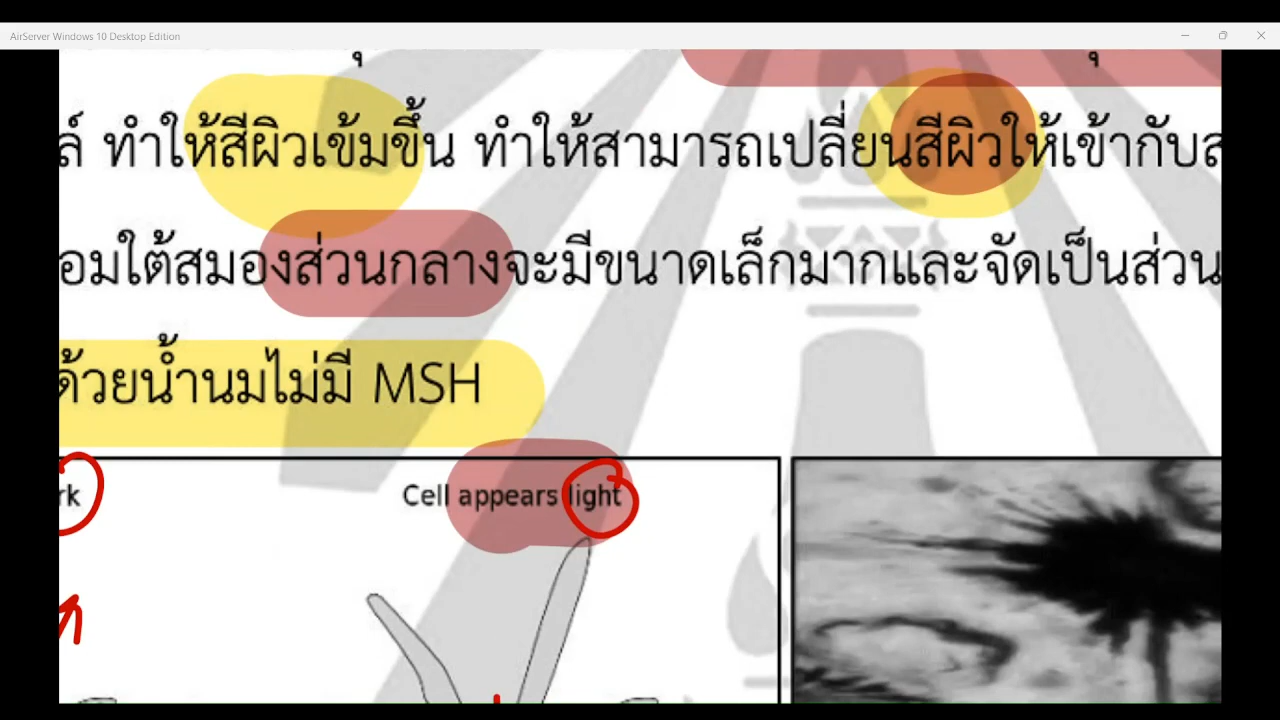 AirServer Windows 10 Desktop Edition
ล์ ทำให้สีผิวเข้มขึ้น ทำให้สามารถเปลี่ยนสีผิวให้เข้ากับส
อมใต้สมองส่วนกลางจะมีขนาดเล็กมากและจัดเป็นส่วน
ด้วยน้ำนมไม่มี MSH
rk Cell appears light